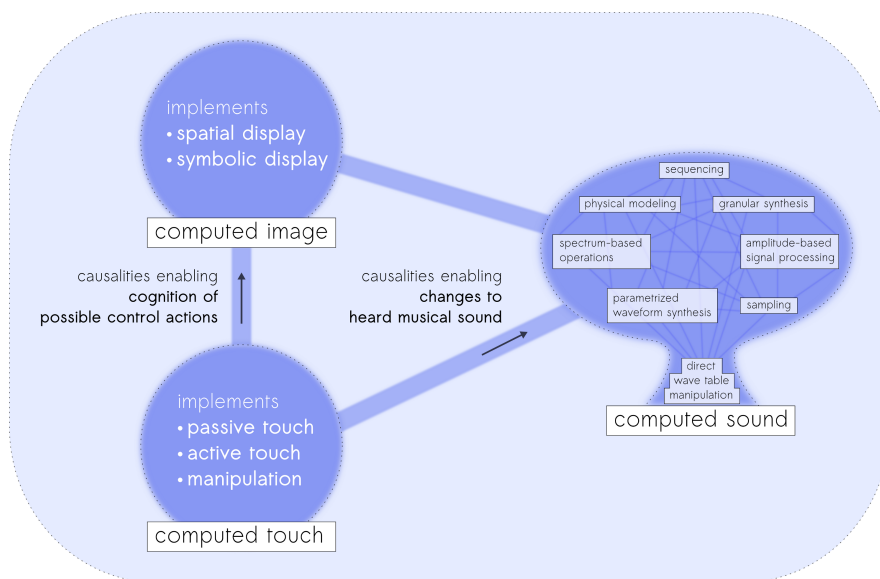 implements
• spatial display
• symbolic display
computed image
causalities enabling
cognition of
possible control actions
causalities enabling
changes to
heard musical sound
implements
• passive touch
• active touch
• manipulation
computed touch
sequencing
physical modeling
granular synthesis
spectrum-based
operations
amplitude-based
signal processing
parametrized
waveform synthesis
sampling
direct
wave table
manipulation
computed sound